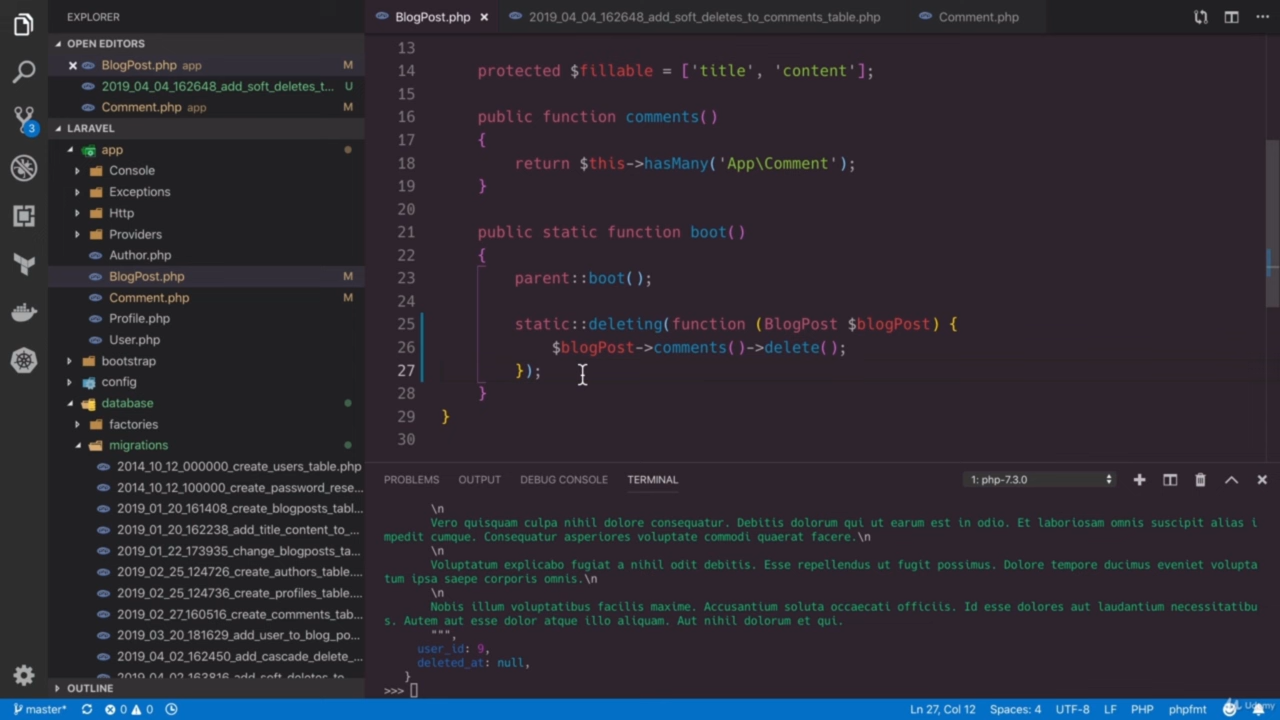 EXPLORER
OPEN EDITORS
BlogPost.php app M
2019_04_04_162648_add_soft_deletes_t... U
Comment.php app M
LARAVEL
app
Console
Exceptions
Http
Providers
Author.php
BlogPost.php M
Comment.php M
Profile.php
User.php
bootstrap
config
database
factories
migrations
2014_10_12_000000_create_users_table.php
2014_10_12_100000_create_password_rese...
2019_01_20_161408_create_blogposts_tabl...
2019_01_20_162238_add_title_content_to_...
2019_01_22_173935_change_blogposts_ta...
2019_02_25_124726_create_authors_table....
2019_02_25_124736_create_profiles_table....
2019_02_27_160516_create_comments_tab...
2019_03_20_181629_add_user_to_blog_po...
2019_04_02_162450_add_cascade_delete_...
2019_04_02_163816_add_soft_deletes_to_
OUTLINE
3
BlogPost.php
2019_04_04_162648_add_soft_deletes_to_comments_table.php
Comment.php
13
14 protected $fillable = ['title', 'content'];
15
16 public function comments()
17 {
18 return $this->hasMany('App\Comment');
19 }
20
21 public static function boot()
22 {
23 parent::boot();
24
25 static::deleting(function (BlogPost $blogPost) {
26 $blogPost->comments()->delete();
27 });
28 }
29 }
30
PROBLEMS OUTPUT DEBUG CONSOLE TERMINAL 1: php-7.3.0
\n
Vero quisquam culpa nihil dolore consequatur. Debitis dolorum qui ut earum est in odio. Et laboriosam omnis suscipit alias i
mpedit cumque. Consequatur asperiores voluptate commodi quaerat facere.\n
\n
Voluptatum explicabo fugiat a nihil odit debitis. Esse repellendus ut fugit possimus. Dolore tempore ducimus eveniet volupta
tum ipsa saepe corporis omnis.\n
\n
Nobis illum voluptatibus facilis maxime. Accusantium soluta occaecati officiis. Id esse dolores aut laudantium necessitatibu
s. Autem aut esse dolor atque illo aliquam. Aut nihil dolorum et qui.
""",
user_id: 9,
deleted_at: null,
}
>>>
master* 0 0 Ln 27, Col 12 Spaces: 4 UTF-8 LF PHP phpfmt
Udemy